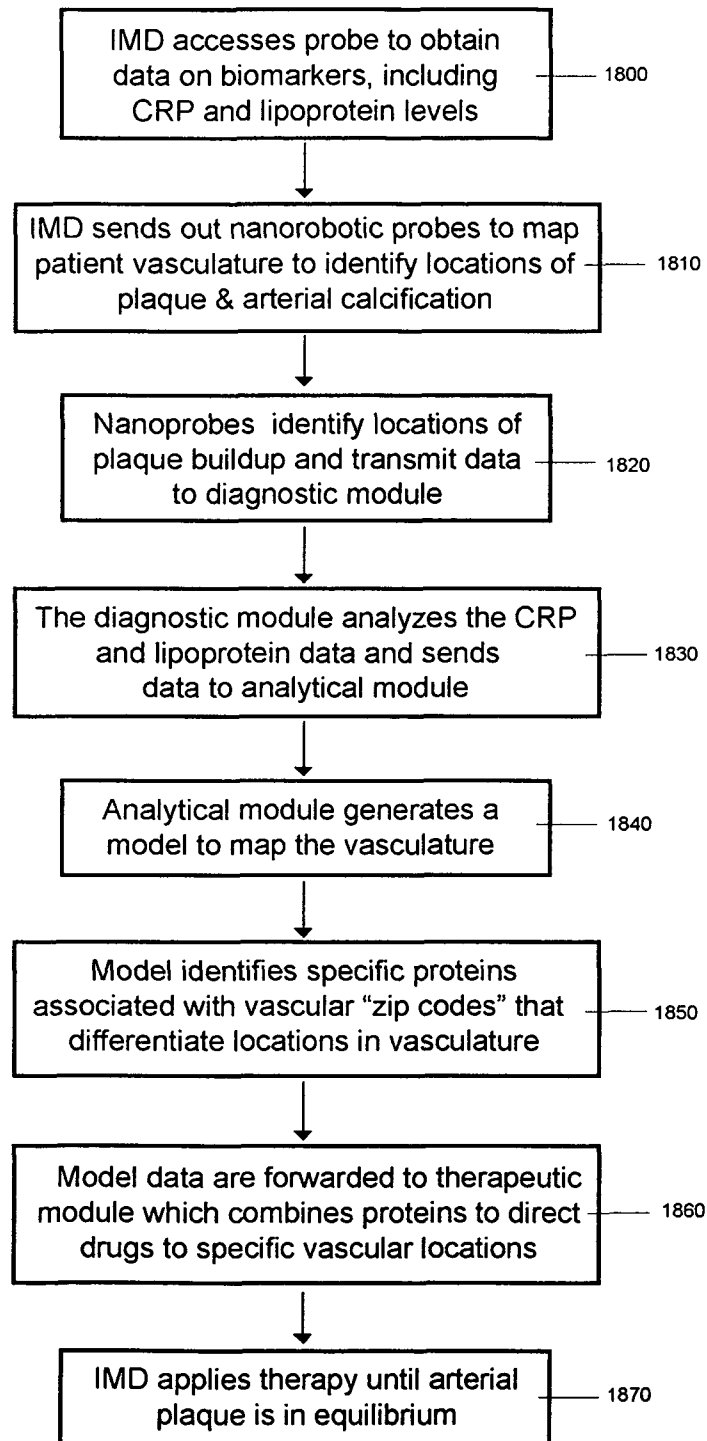 IMD accesses probe to obtain
data on biomarkers, including
CRP and lipoprotein levels
1800
IMD sends out nanorobotic probes to map
patient vasculature to identify locations of
plaque & arterial calcification
1810
Nanoprobes identify locations of
plaque buildup and transmit data
to diagnostic module
1820
The diagnostic module analyzes the CRP
and lipoprotein data and sends
data to analytical module
1830
Analytical module generates a
model to map the vasculature
1840
Model identifies specific proteins
associated with vascular “zip codes” that
differentiate locations in vasculature
1850
Model data are forwarded to therapeutic
module which combines proteins to direct
drugs to specific vascular locations
1860
IMD applies therapy until arterial
plaque is in equilibrium
1870